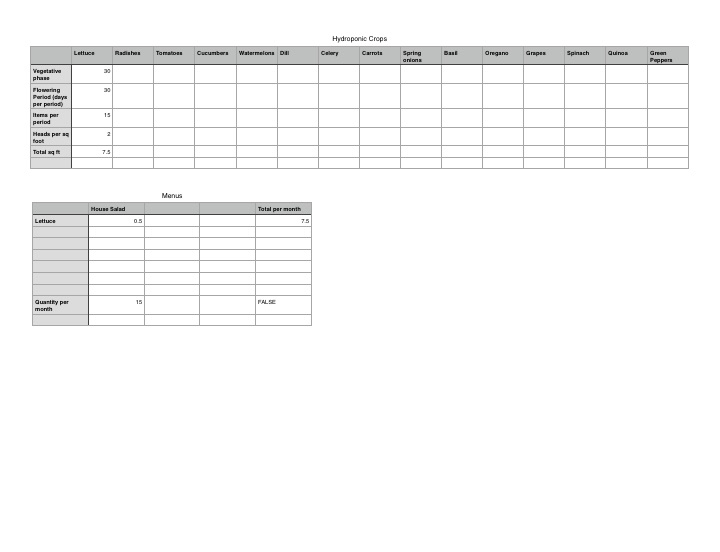 Hydroponic Crops
Lettuce Radishes Tomatoes Cucumbers Watermelons Dill Celery Carrots Spring onions Basil Oregano Grapes Spinach Quinoa Green Peppers
Vegetative phase 30
Flowering Period (days per period) 30
Items per period 15
Heads per sq foot 2
Total sq ft 7.5
Menus
House Salad Total per month
Lettuce 0.5 7.5
Quantity per month 15 FALSE